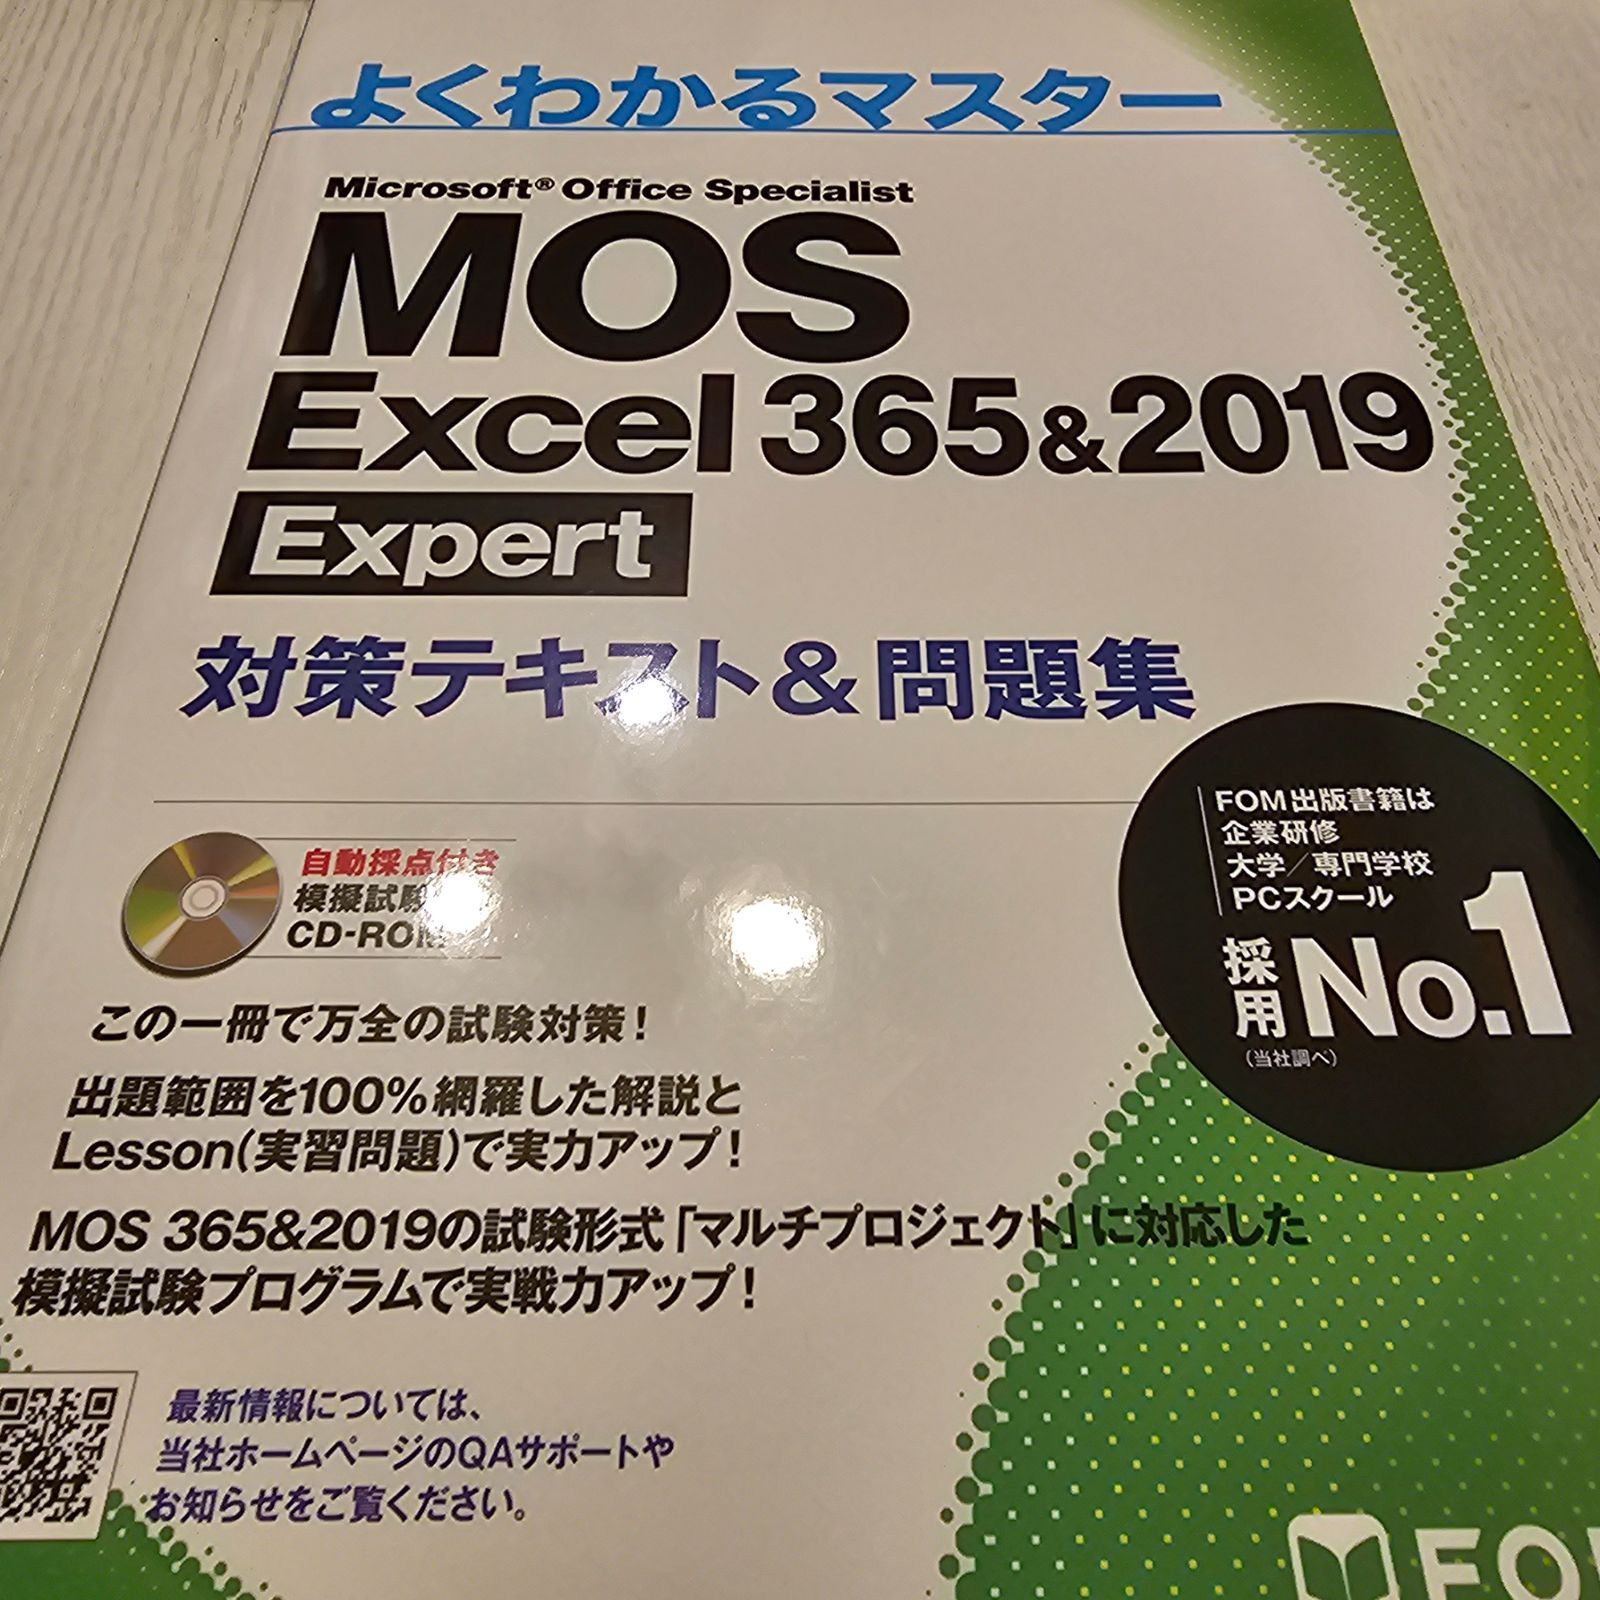 よくわかるマスター
Microsoft® Office Specialist
MOS
Excel 365&2019
Expert
対策テキスト&問題集
FOM出版書籍は
企業研修
大学／専門学校
PCスクール
採用 No.1
（当社調べ）
自動採点付き
模擬試験
CD-ROM
この一冊で万全の試験対策！
出題範囲を100%網羅した解説と
Lesson(実習問題)で実力アップ！
MOS 365&2019の試験形式「マルチプロジェクト」に対応した
模擬試験プログラムで実戦力アップ！
最新情報については、
当社ホームページのQAサポートや
お知らせをご覧ください。